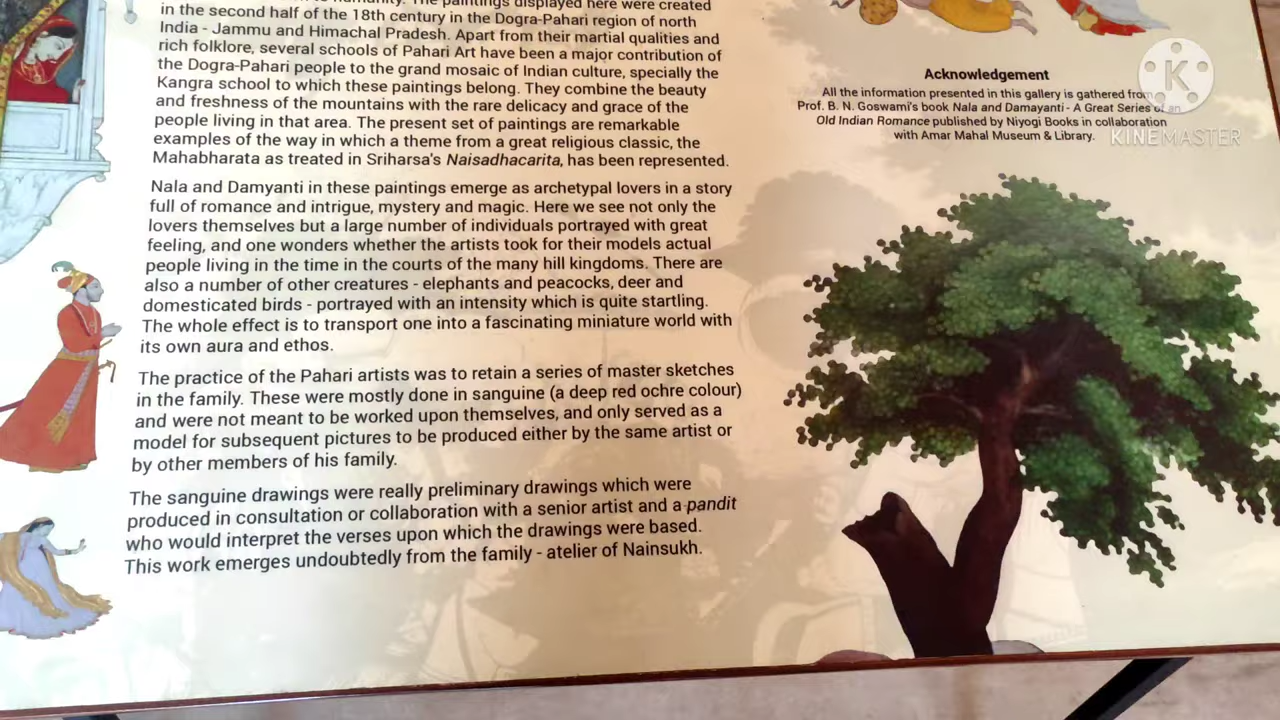 to humanity. The paintings displayed here were created
in the second half of the 18th century in the Dogra-Pahari region of north
India - Jammu and Himachal Pradesh. Apart from their martial qualities and
rich folklore, several schools of Pahari Art have been a major contribution of
the Dogra-Pahari people to the grand mosaic of Indian culture, specially the
Kangra school to which these paintings belong. They combine the beauty
and freshness of the mountains with the rare delicacy and grace of the
people living in that area. The present set of paintings are remarkable
examples of the way in which a theme from a great religious classic, the
Mahabharata as treated in Sriharsa's Naisadhacarita, has been represented.
Nala and Damyanti in these paintings emerge as archetypal lovers in a story
full of romance and intrigue, mystery and magic. Here we see not only the
lovers themselves but a large number of individuals portrayed with great
feeling, and one wonders whether the artists took for their models actual
people living in the time in the courts of the many hill kingdoms. There are
also a number of other creatures - elephants and peacocks, deer and
domesticated birds - portrayed with an intensity which is quite startling.
The whole effect is to transport one into a fascinating miniature world with
its own aura and ethos.
The practice of the Pahari artists was to retain a series of master sketches
in the family. These were mostly done in sanguine (a deep red ochre colour)
and were not meant to be worked upon themselves, and only served as a
model for subsequent pictures to be produced either by the same artist or
by other members of his family.
The sanguine drawings were really preliminary drawings which were
produced in consultation or collaboration with a senior artist and a pandit
who would interpret the verses upon which the drawings were based.
This work emerges undoubtedly from the family - atelier of Nainsukh.
Acknowledgement
All the information presented in this gallery is gathered from
Prof. B. N. Goswami's book Nala and Damayanti - A Great Series of an
Old Indian Romance published by Niyogi Books in collaboration
with Amar Mahal Museum & Library.
K
KINEMASTER